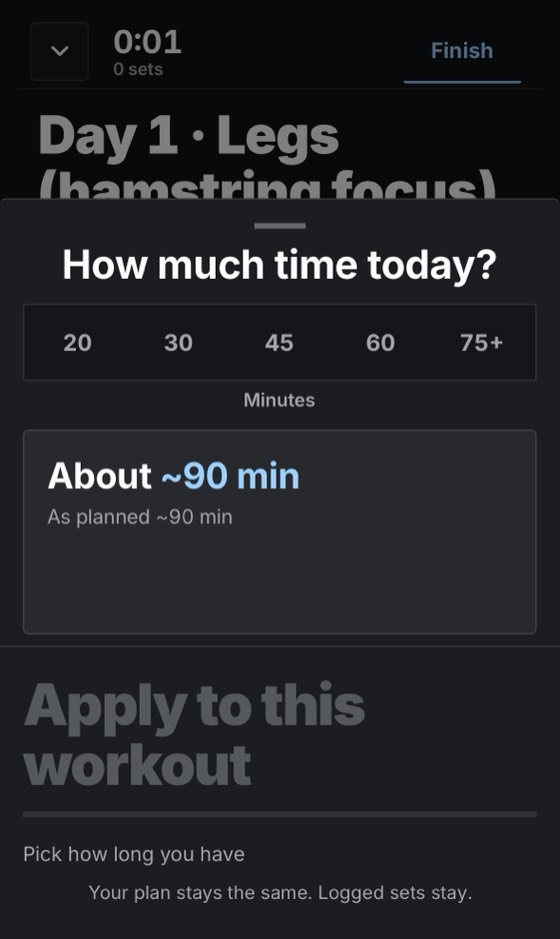 0:01
0 sets
Finish
Day 1 · Legs
(hamstring focus)
How much time today?
20 30 45 60 75+
Minutes
About ~90 min
As planned ~90 min
Apply to this
workout
Pick how long you have
Your plan stays the same. Logged sets stay.